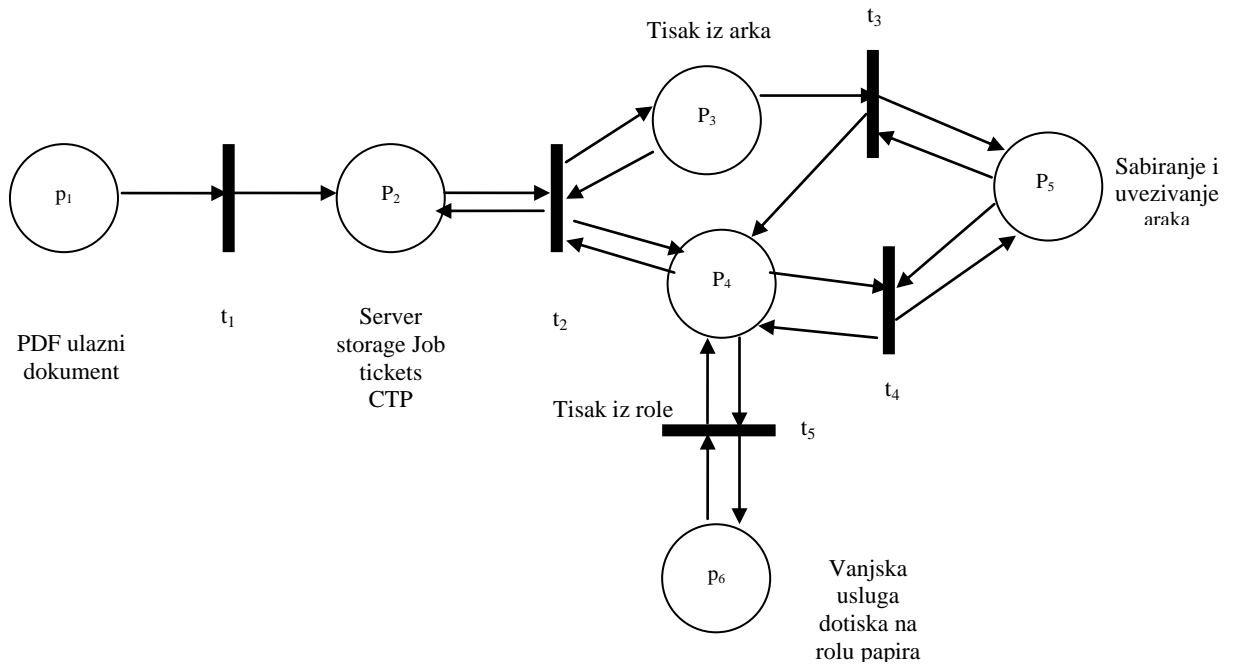 t₃
Tisak iz arka
P₃
p₁
P₂
P₅
Sabiranje i
uvezivanje
araka
P₄
t₁
t₂
PDF ulazni
dokument
Server
storage Job
tickets
CTP
t₄
Tisak iz role
t₅
p₆
Vanjska
usluga
dotiska na
rolu papira